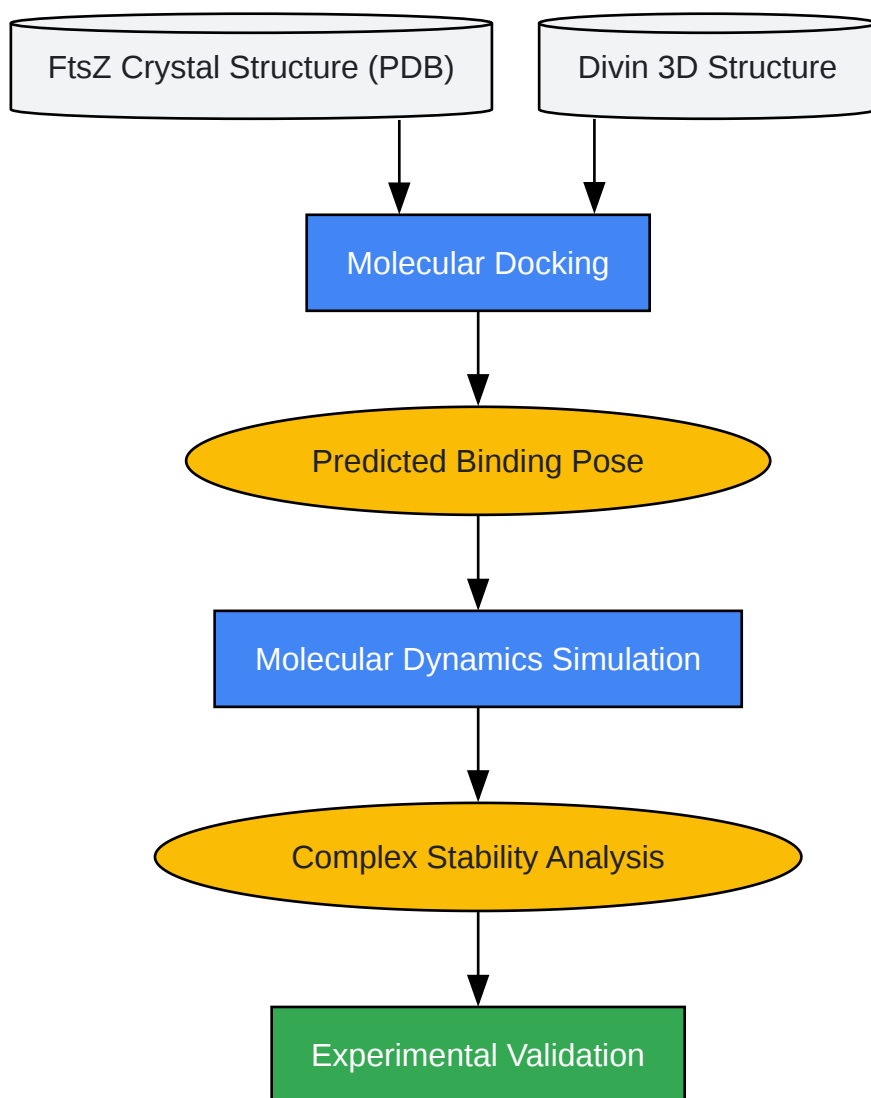 FtsZ Crystal Structure (PDB)
Divin 3D Structure
Molecular Docking
Predicted Binding Pose
Molecular Dynamics Simulation
Complex Stability Analysis
Experimental Validation